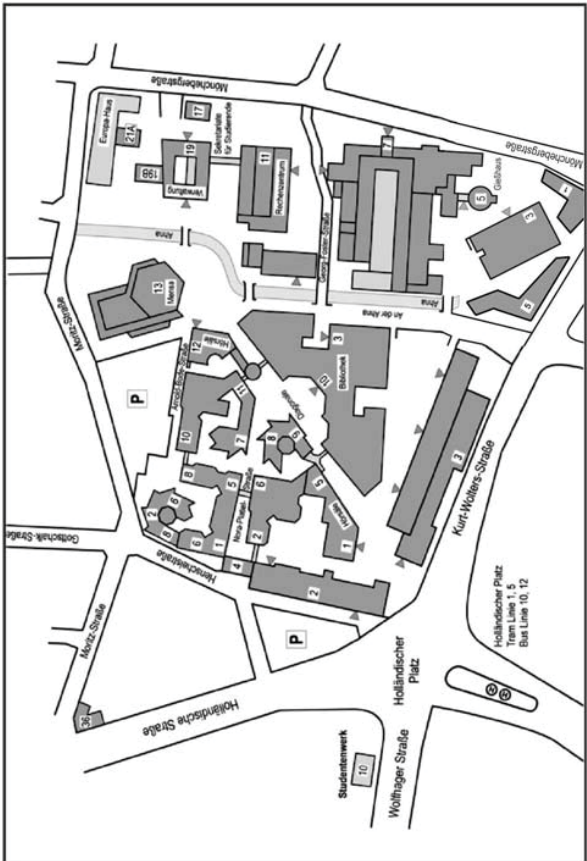 Mönchebergstraße
Europa-Haus
21A
17
Sekretariate
für Studierende
19
19B
Verwaltung
11
Rechenzentrum
7
Mönchebergstraße
1
5
Gießhaus
3
5
Georg-Forster-Straße
Ahna
Ahna
An der Ahna
Moritz-Straße
13
Mensa
P
Arnold-Bode-Straße
12
Hörsäle
11
10
7
3
10
Bibliothek
Diagonale
8
9
8
5
6
Nora-Platiel-
Straße
2
6
8
6
1
2
5
Hörsäle
1
4
2
3
Kurt-Wolters-Straße
Gottschalk-Straße
Henschelstraße
Moritz-Straße
P
36
Holländische Straße
Holländischer
Platz
Holländischer Platz
Tram Linie 1, 5
Bus Linie 10, 12
Studentenwerk
10
Wolfhager Straße